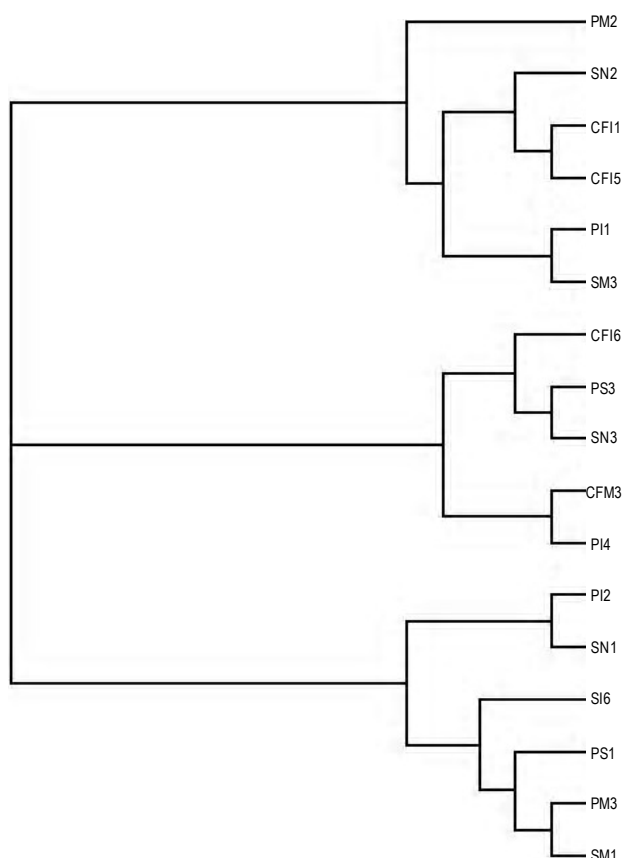 PM2
SN2
CFI1
CFI5
PI1
SM3
CFI6
PS3
SN3
CFM3
PI4
PI2
SN1
SI6
PS1
PM3
SM1